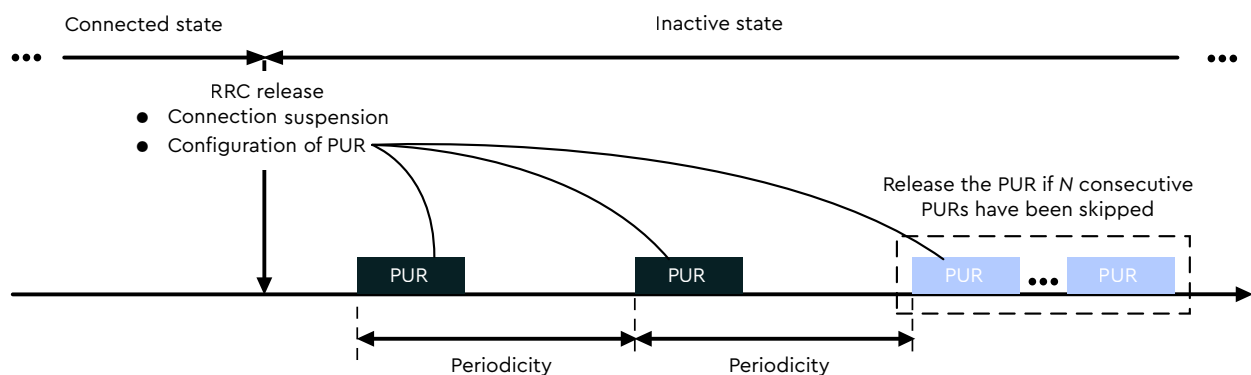 Connected state
Inactive state
RRC release
● Connection suspension
● Configuration of PUR
Release the PUR if N consecutive
PURs have been skipped
PUR
PUR
PUR
PUR
Periodicity
Periodicity